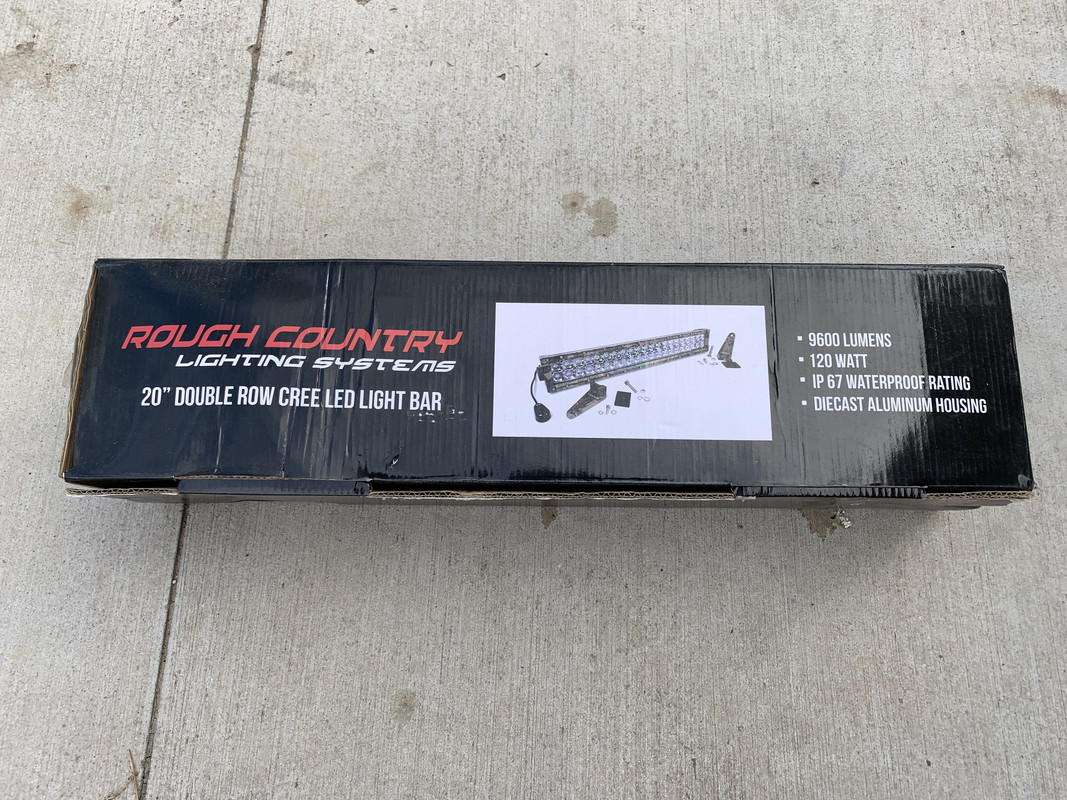 ROUGH COUNTRY
LIGHTING SYSTEMS
20” DOUBLE ROW CREE LED LIGHT BAR
▪ 9600 LUMENS
▪ 120 WATT
▪ IP 67 WATERPROOF RATING
▪ DIECAST ALUMINUM HOUSING